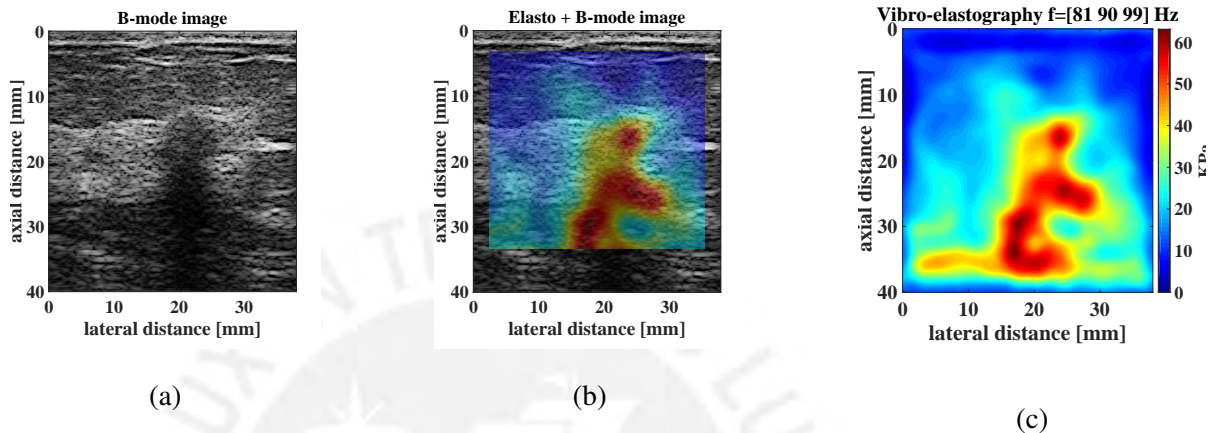 B-mode image
0
10
20
30
40
axial distance [mm]
0 10 20 30
lateral distance [mm]
(a)
Elasto + B-mode image
0
10
20
30
40
axial distance [mm]
0 10 20 30
lateral distance [mm]
(b)
Vibro-elastography f=[81 90 99] Hz
0
10
20
30
40
axial distance [mm]
0 10 20 30
lateral distance [mm]
60
50
40
30
20
10
0
KPa
(c)